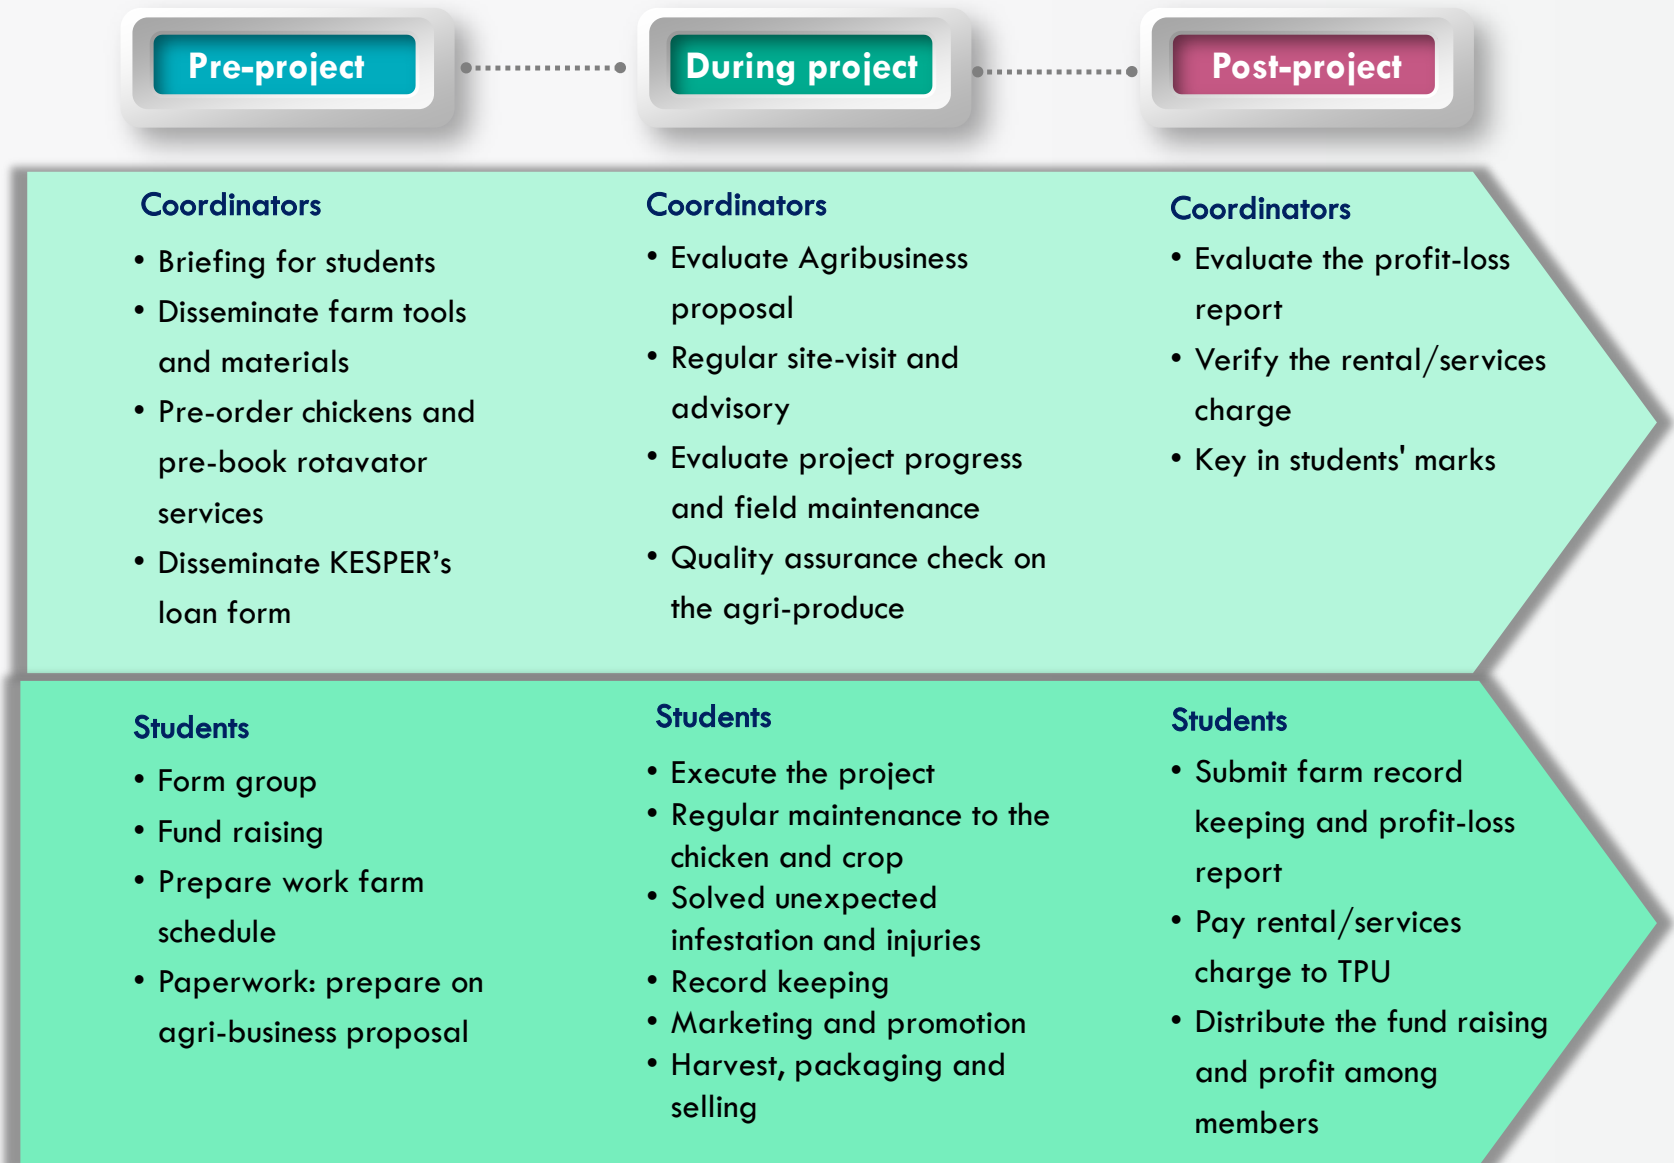 Pre-project
During project
Post-project
Coordinators
• Briefing for students
• Disseminate farm tools
and materials
• Pre-order chickens and
pre-book rotavator
services
• Disseminate KESPER’s
loan form
Coordinators
• Evaluate Agribusiness
proposal
• Regular site-visit and
advisory
• Evaluate project progress
and field maintenance
• Quality assurance check on
the agri-produce
Coordinators
• Evaluate the profit-loss
report
• Verify the rental/services
charge
• Key in students' marks
Students
• Form group
• Fund raising
• Prepare work farm
schedule
• Paperwork: prepare on
agri-business proposal
Students
• Execute the project
• Regular maintenance to the
chicken and crop
• Solved unexpected
infestation and injuries
• Record keeping
• Marketing and promotion
• Harvest, packaging and
selling
Students
• Submit farm record
keeping and profit-loss
report
• Pay rental/services
charge to TPU
• Distribute the fund raising
and profit among
members